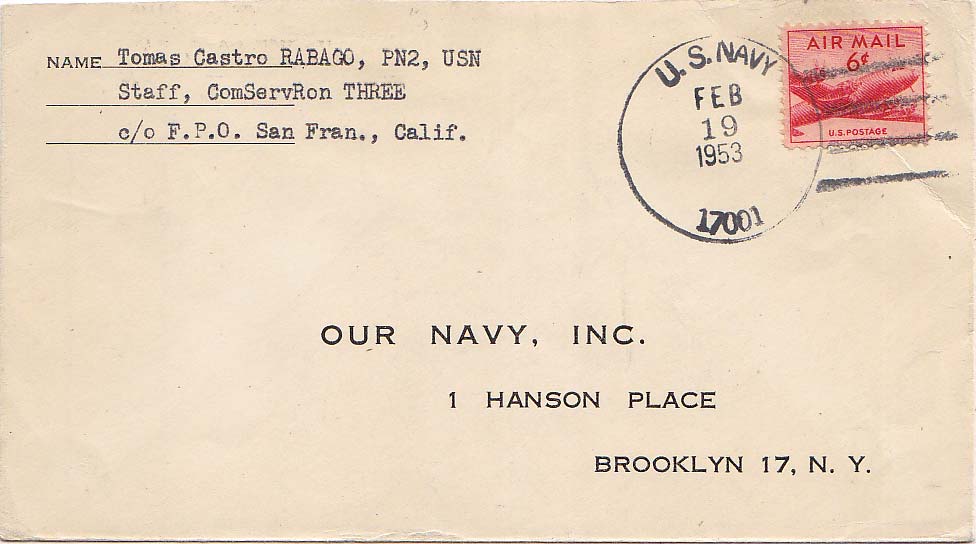 NAME Tomas Castro RABAGO, PN2, USN
Staff, ComServRon THREE
c/o F.P.O. San Fran., Calif.
U.S. NAVY
FEB
19
1953
17001
AIR MAIL
6¢
U.S. POSTAGE
OUR NAVY, INC.
1 HANSON PLACE
BROOKLYN 17, N. Y.